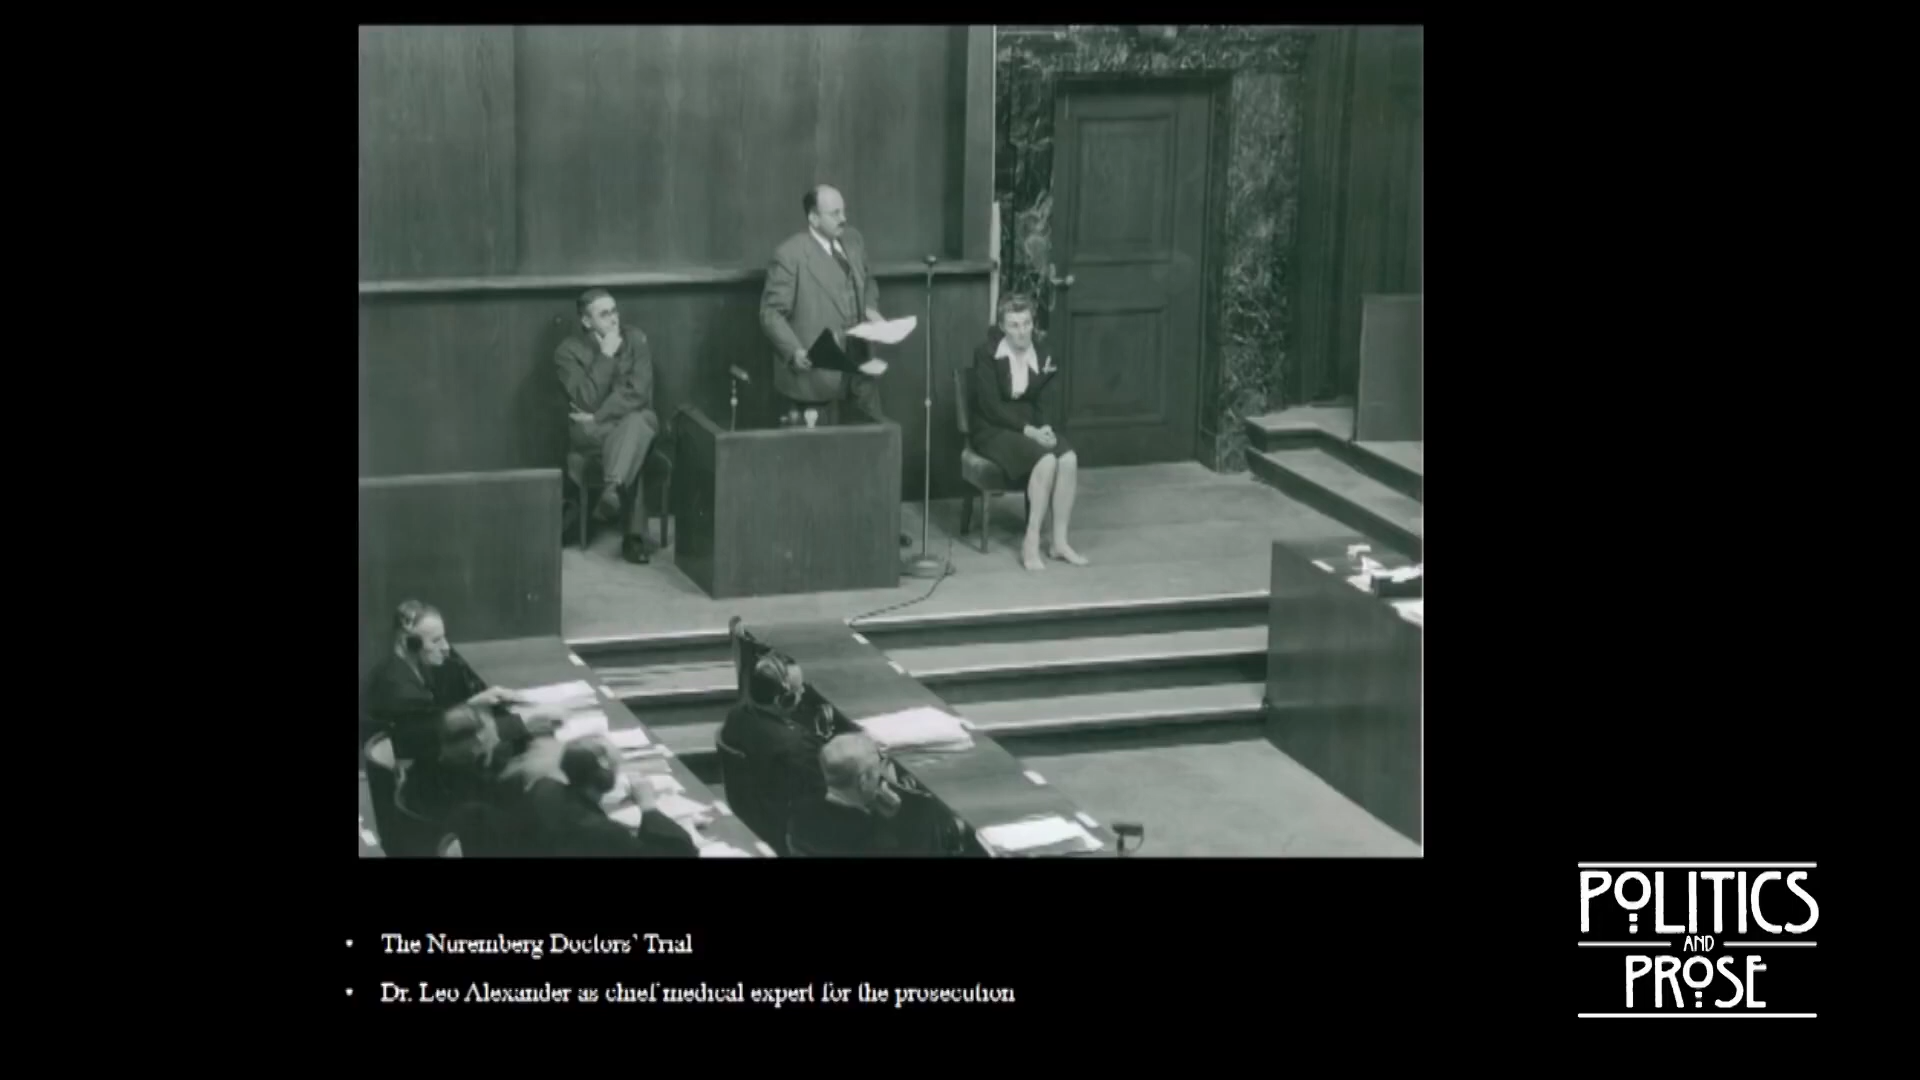 • The Nuremberg Doctors' Trial
• Dr. Leo Alexander as chief medical expert for the prosecution
POLITICS
AND
PROSE